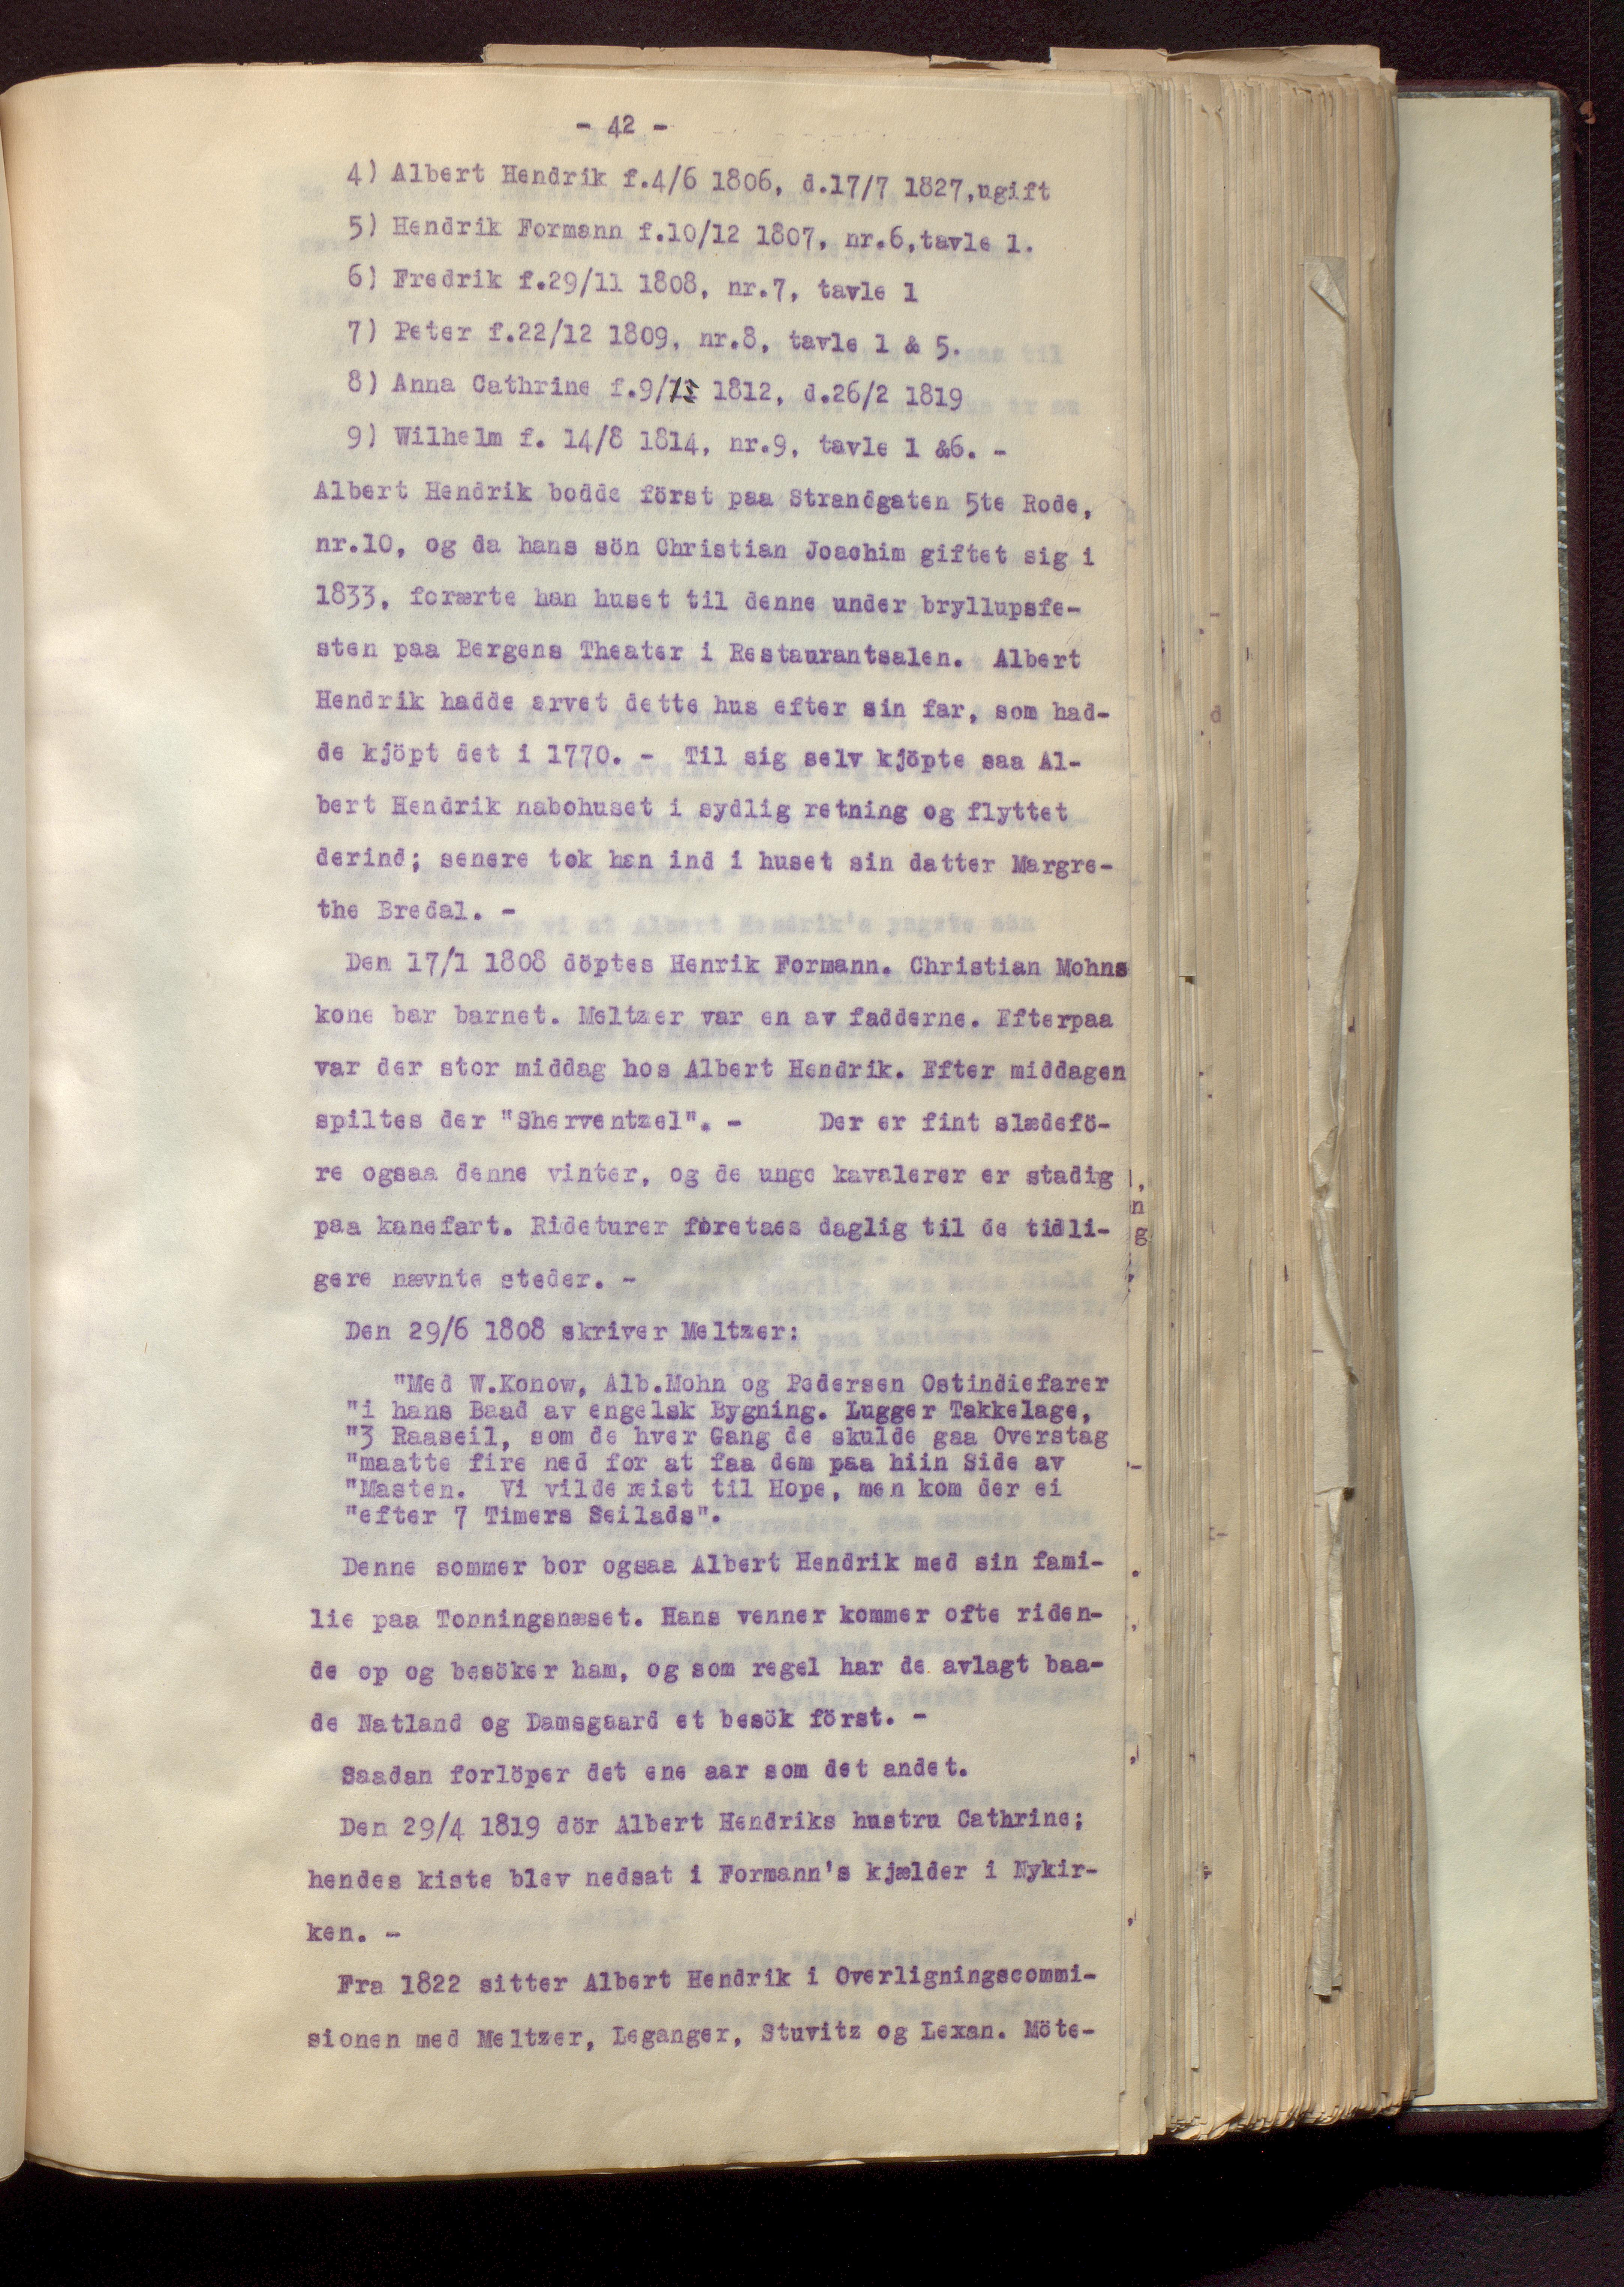 - 42 -
4) Albert Hendrik f.4/6 1806, d.17/7 1827,ugift
5) Hendrik Formann f.10/12 1807, nr.6,tavle 1.
6) Fredrik f.29/11 1808, nr.7, tavle 1
7) Peter f.22/12 1809, nr.8, tavle 1 & 5.
8) Anna Cathrine 1812, d.26/2 1819
9) Wilhelm f. 14/8 1814, nr.9, tavle 1 &6. -
Albert Hendrik bodde först paa Strandgaten 5te Rode,
nr.10, og da hans sön Christian Joachim giftet sig i
1833, forærte han huset til denne under bryllupsfe-
sten paa Bergens Theater i Restaurantsalen. Albert
Hendrik hadde arvet dette hus efter sin far, som had-
de kjöpt det i 1770. - Til sig selv kjöpte saa Al-
bert Hendrik nabohuset i sydlig retning og flyttet
derind; senere tok han ind i huset sin datter Margre-
the Bredal. -
Den 17/1 1808 döptes Henrik Formann. Christian Mohns
kone bar barnet. Meltzer var en av fadderne. Efterpaa
var der stor middag hos Albert Hendrik. Efter middagen
spiltes der "Sherventzel". - Der er fint slædefö-
re ogsaa denne vinter, og de unge kavalerer er stadig
paa kanefart. Rideturer foretaes daglig til de tidli-
gere nævnte steder. -
Den 29/6 1808 skriver Meltzer:
"Med W.Konow, Alb.Mohn og Pedersen Ostindiefarer
"i hans Baad av engelsk Bygning. Lugger Takkelage,
"3 Raaseil, som de hver Gang de skulde gaa Overstag
"maatte fire ned for at faa dem paa hiin Side av
"Masten. Vi vilde reist til Hope, men kom der ei
"efter 7 Timers Seilads".
Denne sommer bor ogsaa Albert Hendrik med sin fami-
lie paa Tonningsnæset. Hans venner kommer ofte riden-
de op og besöker ham, og som regel har de avlagt baa-
de Natland og Damsgaard et besök först. -
Saadan forlöper det ene aar som det andet.
Den 29/4 1819 dör Albert Hendriks hustru Cathrine;
hendes kiste blev nedsat i Formann's kjælder i Nykir-
ken. -
Fra 1822 sitter Albert Hendrik i Overligningscommi-
sionen med Meltzer, Leganger, Stuvitz og Lexan. Möte-